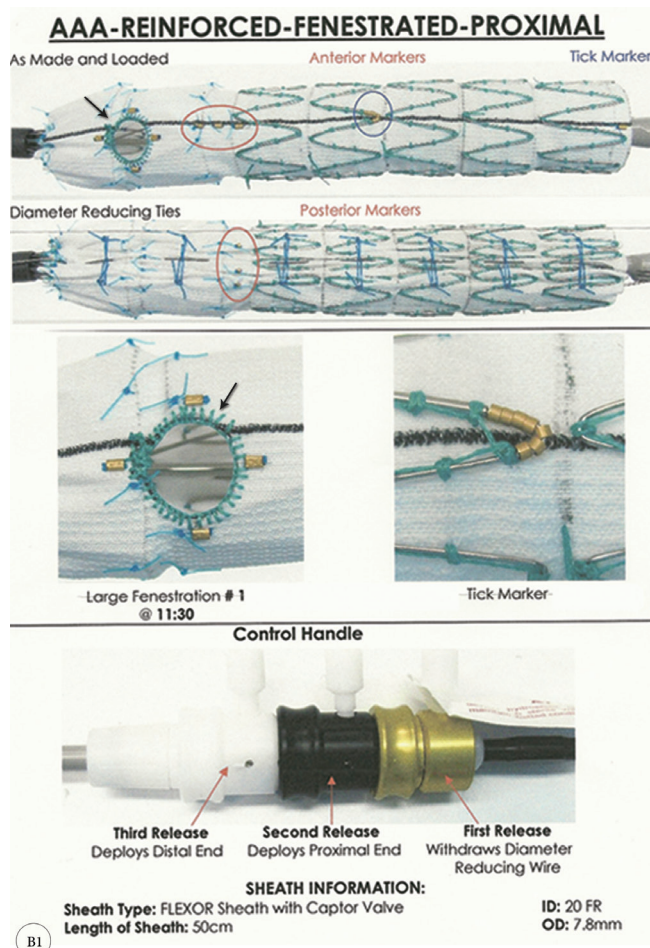 AAA-REINFORCED-FENESTRATED-PROXIMAL
As Made and Loaded
Anterior Markers
Tick Marker
Diameter Reducing Ties
Posterior Markers
Large Fenestration # 1
@ 11:30
Tick Marker
Control Handle
Third Release
Deploys Distal End
Second Release
Deploys Proximal End
First Release
Withdraws Diameter
Reducing Wire
SHEATH INFORMATION:
Sheath Type: FLEXOR Sheath with Captor Valve
ID: 20 FR
Length of Sheath: 50cm
OD: 7.8mm
B1